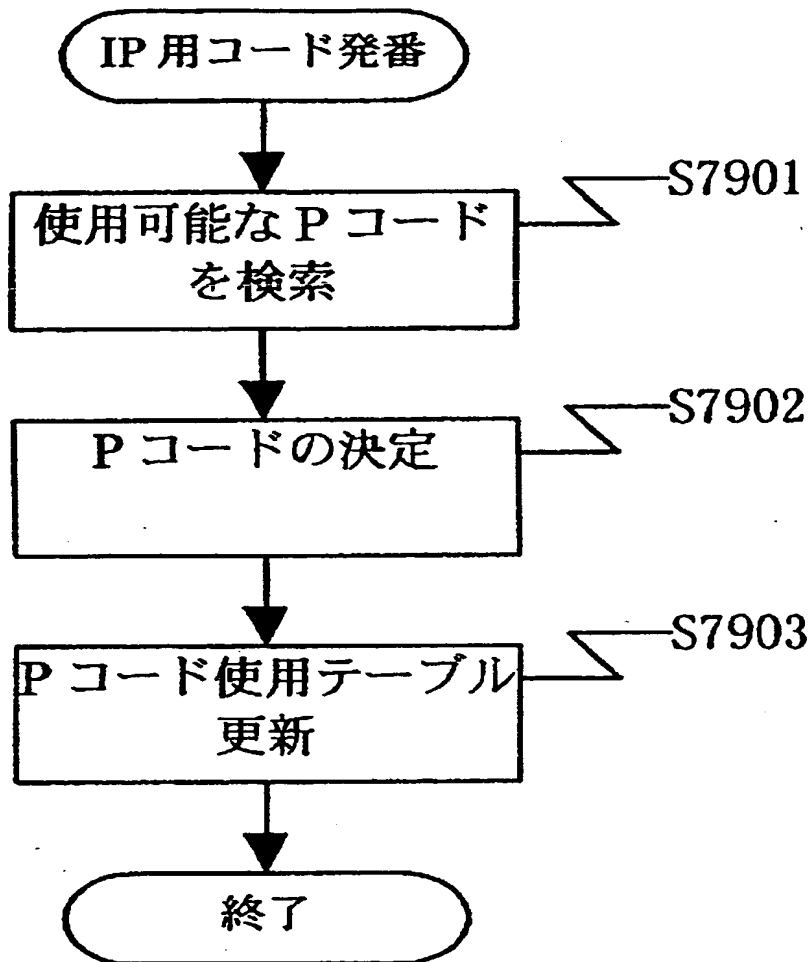 IP 用コード発番
S7901
使用可能な P コード
を検索
S7902
P コードの決定
S7903
P コード使用テーブル
更新
終了